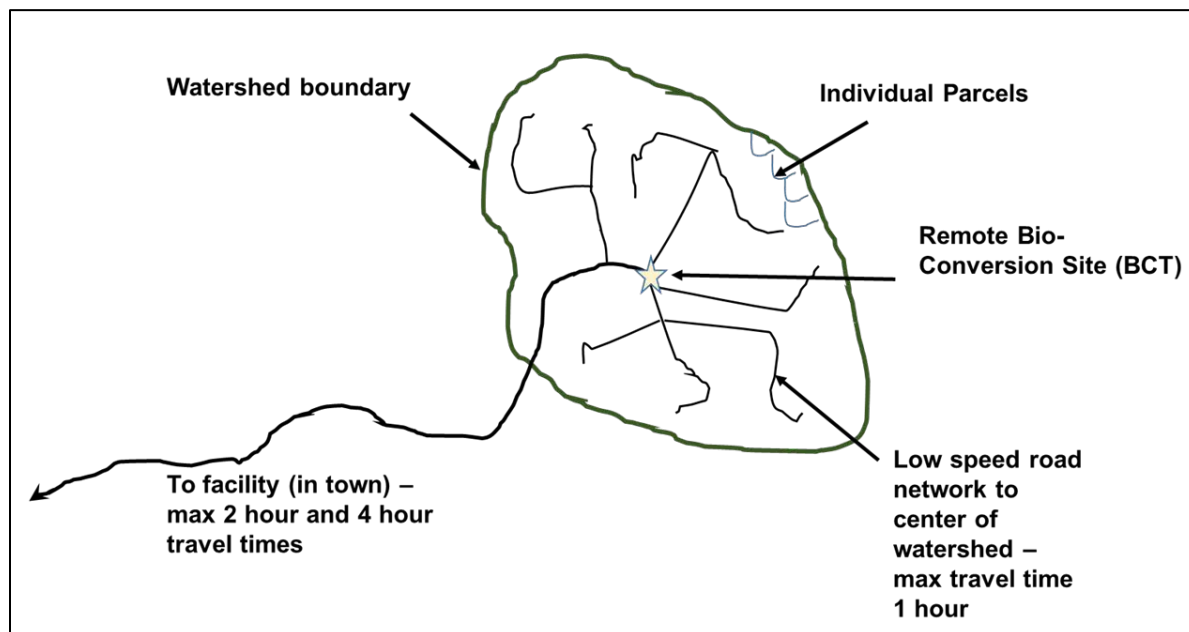 Watershed boundary
Individual Parcels
Remote Bio-
Conversion Site (BCT)
To facility (in town) –
max 2 hour and 4 hour
travel times
Low speed road
network to
center of
watershed –
max travel time
1 hour